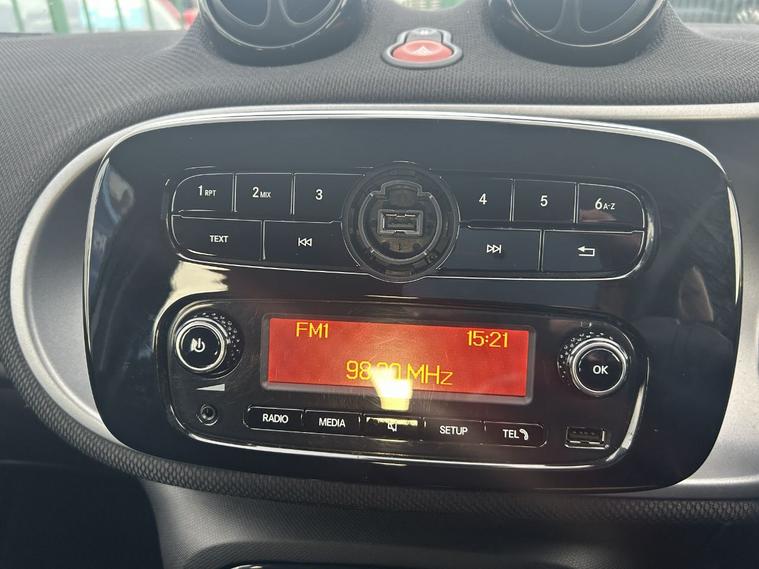 1 RPT 2 MIX 3 4 5 6 A-Z
TEXT
FM1 15:21
MHz
OK
RADIO MEDIA SETUP TEL